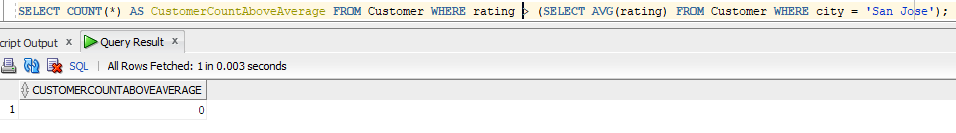 SELECT COUNT(*) AS CustomerCountAboveAverage FROM Customer WHERE rating > (SELECT AVG(rating) FROM Customer WHERE city = 'San Jose');
cript Output x Query Result x
SQL | All Rows Fetched: 1 in 0.003 seconds
CUSTOMERCOUNTABOVEAVERAGE
1 0